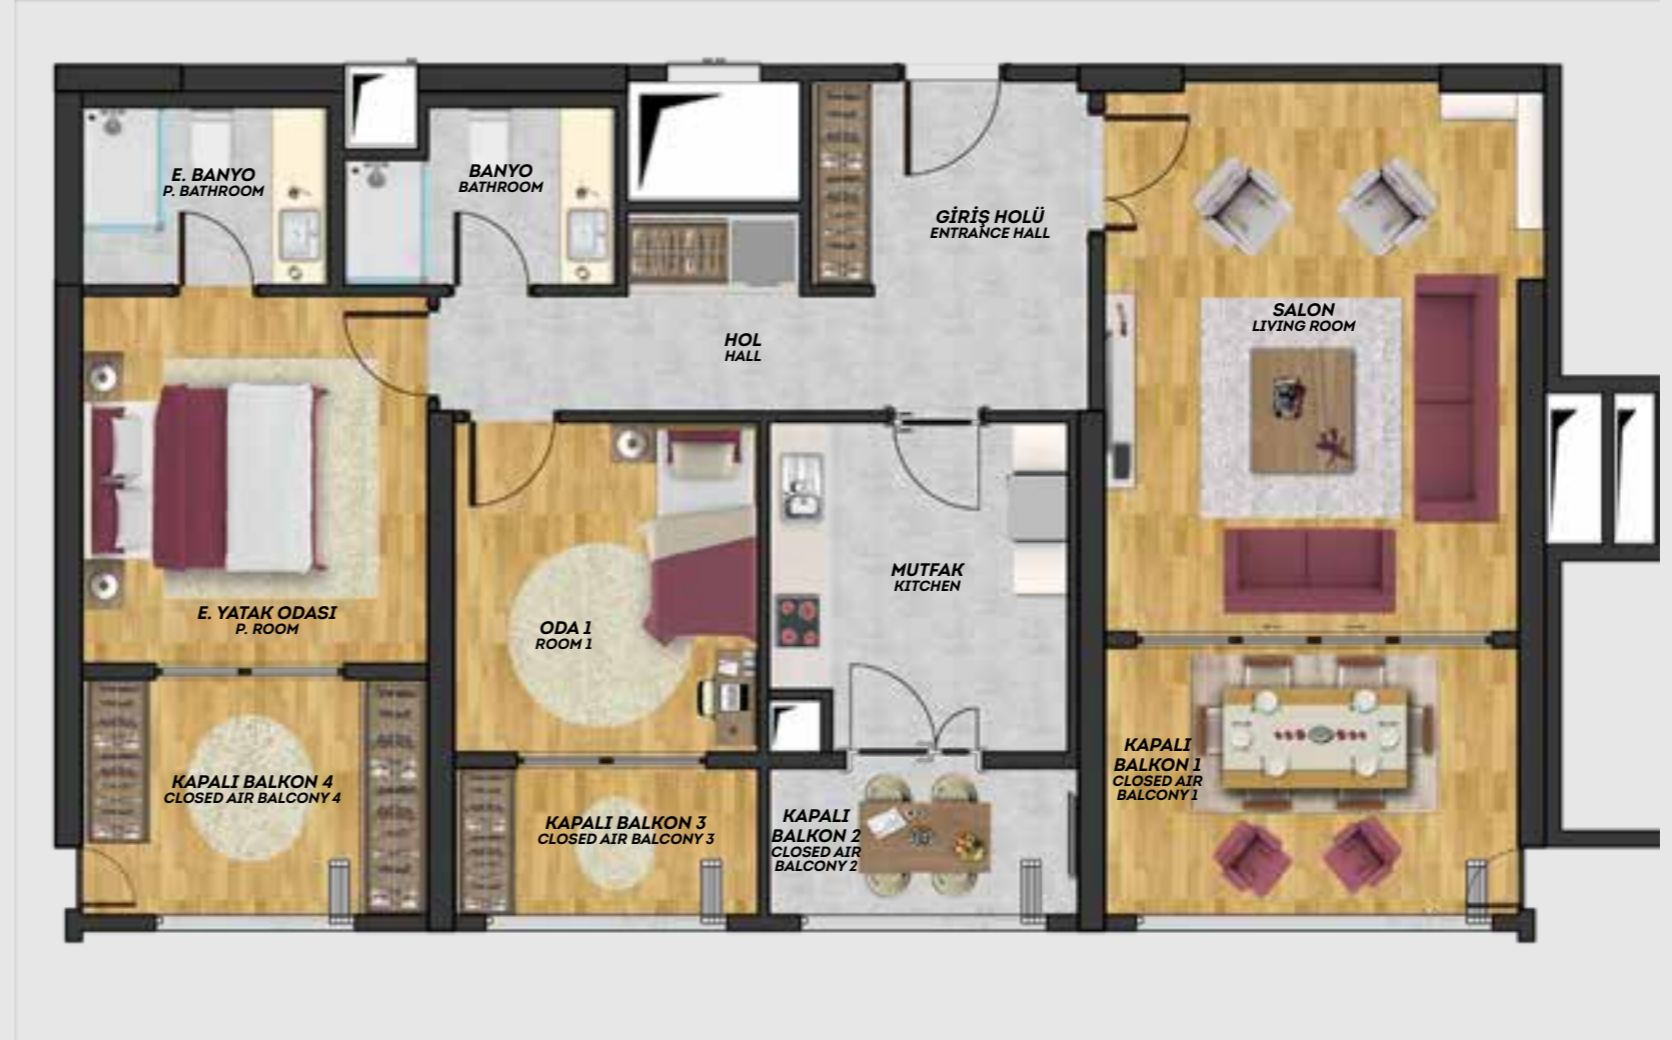 E. BANYO
P. BATHROOM
BANYO
BATHROOM
GİRİŞ HOLÜ
ENTRANCE HALL
SALON
LIVING ROOM
HOL
HALL
E. YATAK ODASI
P. ROOM
ODA 1
ROOM 1
MUTFAK
KITCHEN
KAPALI BALKON 4
CLOSED AIR BALCONY 4
KAPALI BALKON 3
CLOSED AIR BALCONY 3
KAPALI
BALKON 2
CLOSED AIR
BALCONY 2
KAPALI
BALKON 1
CLOSED AIR
BALCONY 1